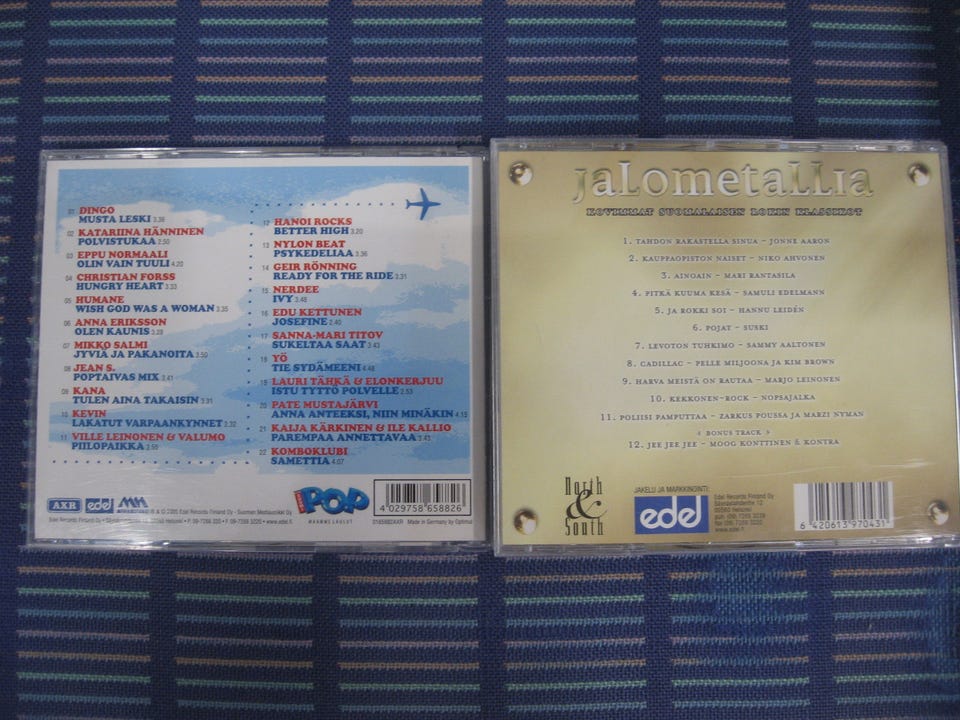 01 DINGO
MUSTA LESKI 3.36
02 KATARIINA HÄNNINEN
POLVISTUKAA 2.50
03 EPPU NORMAALI
OLIN VAIN TUULI 4.20
04 CHRISTIAN FORSS
HUNGRY HEART 3.33
05 HUMANE
WISH GOD WAS A WOMAN 3.35
06 ANNA ERIKSSON
OLEN KAUNIS
07 MIKKO SALMI
JYVIÄ JA PAKANOITA 3.50
08 JEAN S.
POPTAIVAS MIX 3.41
09 KANA
TULEN AINA TAKAISIN 3.31
10 KEVIN
LAKATUT VARPAANKYNNET 2.32
11 VILLE LEINONEN & VALUMO
PIILOPAIKKA
12 HANOI ROCKS
BETTER HIGH 3.20
13 NYLON BEAT
PSYKEDELIAA 3.36
14 GEIR RÖNNING
READY FOR THE RIDE 3.31
15 NERDEE
IVY 3.48
16 EDU KETTUNEN
JOSEFINE 2.40
17 SANNA-MARI TITOV
SUKELTAA SAAT 3.41
18 YÖ
TIE SYDÄMEENI 4.48
19 LAURI TÄHKÄ & ELONKERJUU
ISTU TYTTÖ POLVELLE 2.53
20 PATE MUSTAJÄRVI
ANNA ANTEEKSI, NIIN MINÄKIN 4.15
21 KAIJA KÄRKINEN & ILE KALLIO
PAREMPAA ANNETTAVAA 3.43
22 KOMBOKLUBI
SAMETTIA 4.07
AXR edel
POP
4 029758 658826
Made in Germany by Optimal
JALOMETALLIA
KOVIMMAT SUOMALAISEN ROKIN KLASSIKOT
1. TAHDON RAKASTELLA SINUA – JONNE AARON
2. KAUPPAOPISTON NAISET – NIKO AHVONEN
3. AINOAIN – MARI RANTASILA
4. PITKÄ KUUMA KESÄ – SAMULI EDELMANN
5. JA ROKKI SOI – HANNU LEIDÉN
6. POJAT – SUSKI
7. LEVOTON TUHKIMO – SAMMY AALTONEN
8. CADILLAC – PELLE MILJOONA JA KIM BROWN
9. HARVA MEISTÄ ON RAUTAA – MARJO LEINONEN
10. KEKKONEN-ROCK – NOPSAJALKA
11. POLIISI PAMPUTTAA – ZARKUS POUSSA JA MARZI NYMAN
BONUS TRACK
12. JEE JEE JEE – MOOG KONTTINEN & KONTRA
North
&
South
JAKELU JA MARKKINOINTI:
edel
Edel Records Finland Oy
6 420613 970431